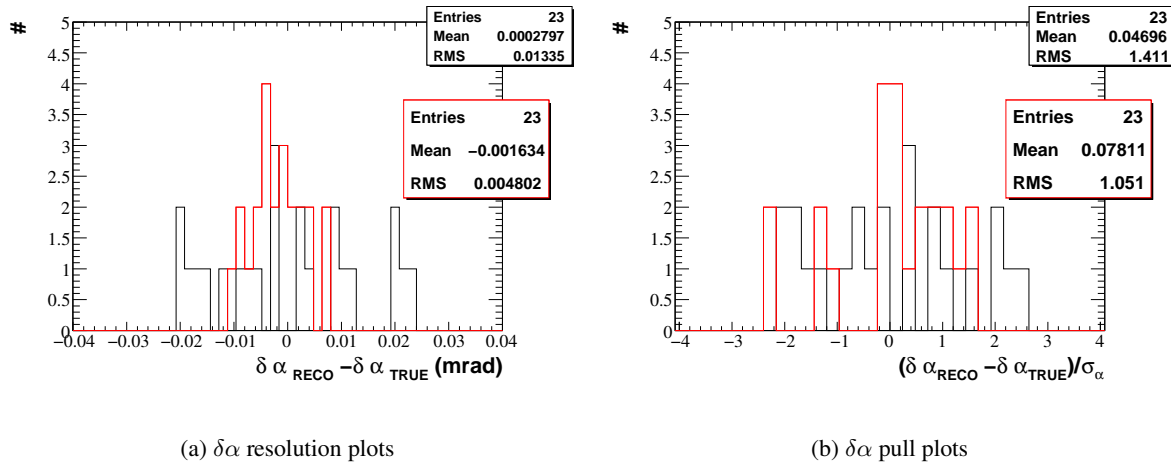 Entries 23
Mean 0.0002797
RMS 0.01335
Entries 23
Mean −0.001634
RMS 0.004802
#
5
4.5
4
3.5
3
2.5
2
1.5
1
0.5
0
−0.04 −0.03 −0.02 −0.01 0 0.01 0.02 0.03 0.04
δ α RECO −δ α TRUE (mrad)
(a) δα resolution plots
Entries 23
Mean 0.04696
RMS 1.411
Entries 23
Mean 0.07811
RMS 1.051
#
5
4.5
4
3.5
3
2.5
2
1.5
1
0.5
0
−4 −3 −2 −1 0 1 2 3 4
(δ αRECO −δ αTRUE)/σα
(b) δα pull plots